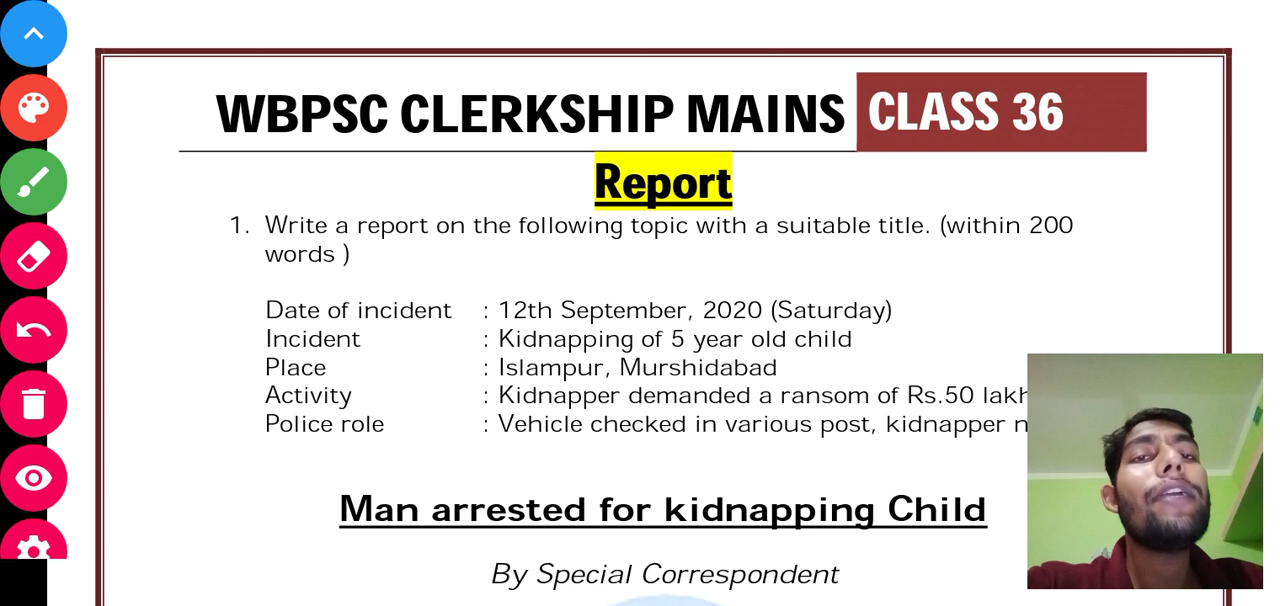 WBPSC CLERKSHIP MAINS CLASS 36
Report
1. Write a report on the following topic with a suitable title. (within 200
words )
Date of incident : 12th September, 2020 (Saturday)
Incident : Kidnapping of 5 year old child
Place : Islampur, Murshidabad
Activity : Kidnapper demanded a ransom of Rs.50
Police role : Vehicle checked in various post, kidnapper
Man arrested for kidnapping Child
By Special Correspondent